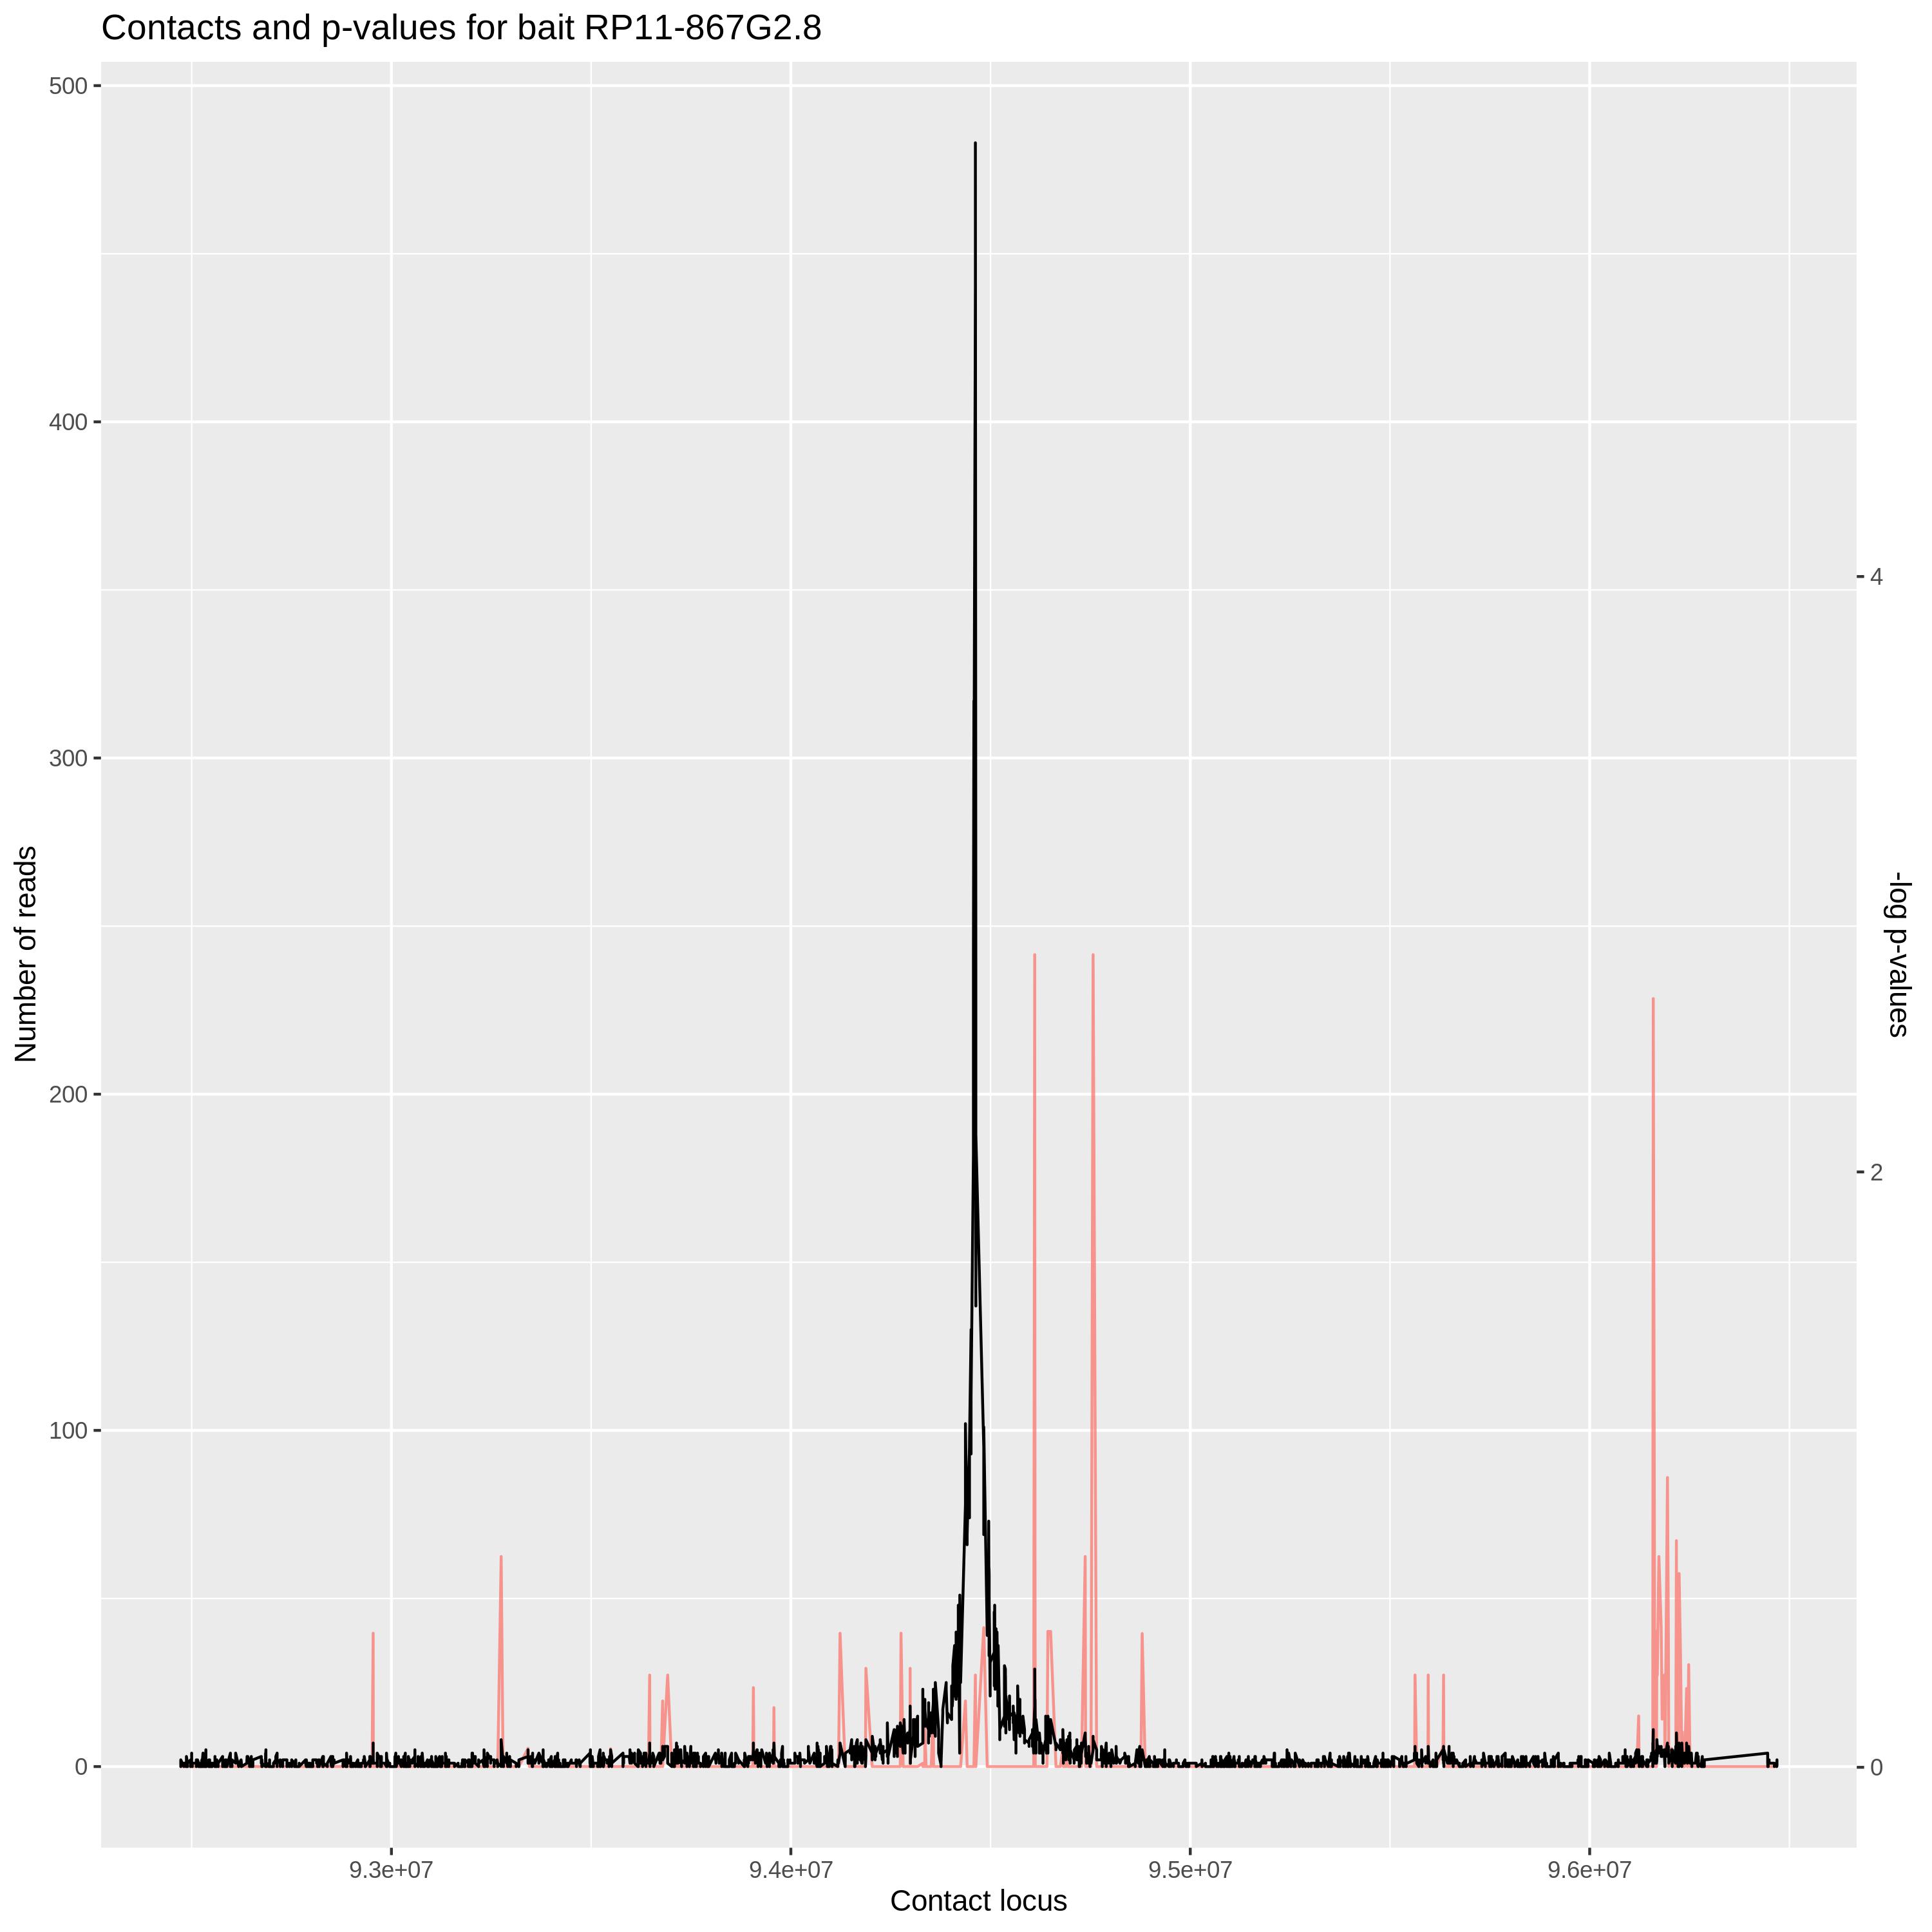 Contacts and p-values for bait RP11-867G2.8
500
400
300
200
100
0
Number of reads
4
2
0
-log p-values
9.3e+07 9.4e+07 9.5e+07 9.6e+07
Contact locus